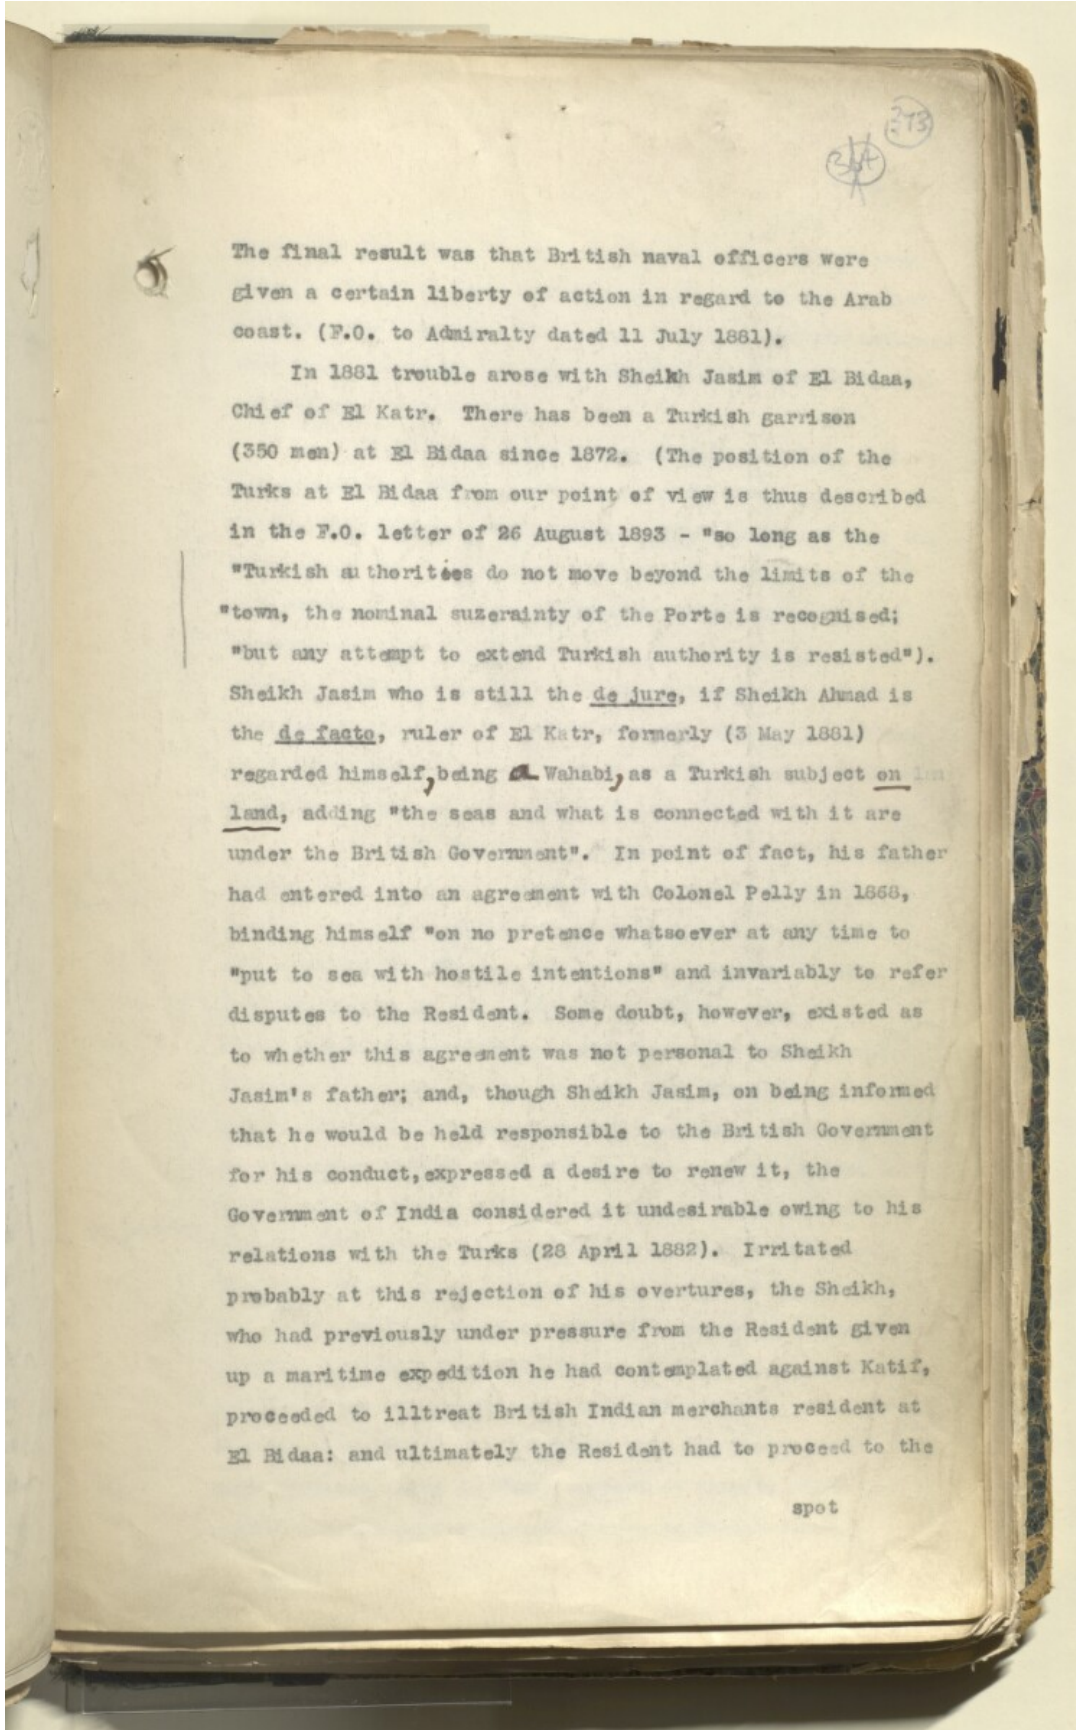 313
The final result was that British naval officers were
given a certain liberty of action in regard to the Arab
coast. (F.O. to Admiralty dated 11 July 1881).
In 1881 trouble arose with Sheikh Jasim of El Bidaa,
Chief of El Katr. There has been a Turkish garrison
(350 men) at El Bidaa since 1872. (The position of the
Turks at El Bidaa from our point of view is thus described
in the F.O. letter of 26 August 1893 - "so long as the
"Turkish authorities do not move beyond the limits of the
"town, the nominal suzerainty of the Porte is recognised;
"but any attempt to extend Turkish authority is resisted").
Sheikh Jasim who is still the de jure, if Sheikh Ahmad is
the de facto, ruler of El Katr, formerly (3 May 1881)
regarded himself, being a Wahabi, as a Turkish subject on
land, adding "the seas and what is connected with it are
under the British Government". In point of fact, his father
had entered into an agreement with Colonel Pelly in 1868,
binding himself "on no pretence whatsoever at any time to
"put to sea with hostile intentions" and invariably to refer
disputes to the Resident. Some doubt, however, existed as
to whether this agreement was not personal to Sheikh
Jasim's father; and, though Sheikh Jasim, on being informed
that he would be held responsible to the British Government
for his conduct, expressed a desire to renew it, the
Government of India considered it undesirable owing to his
relations with the Turks (28 April 1882). Irritated
probably at this rejection of his overtures, the Sheikh,
who had previously under pressure from the Resident given
up a maritime expedition he had contemplated against Katif,
proceeded to illtreat British Indian merchants resident at
El Bidaa: and ultimately the Resident had to proceed to the
spot